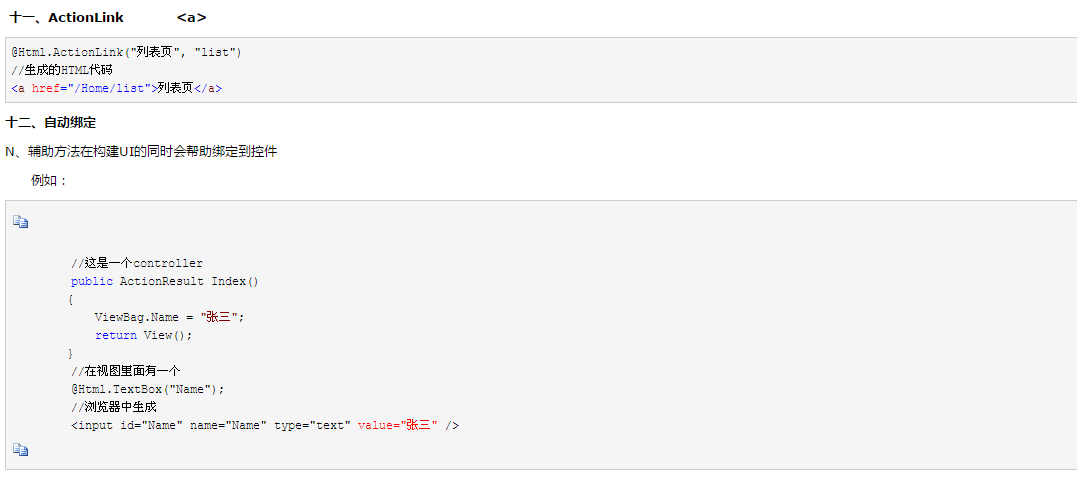 十一、ActionLink <a>
@Html.ActionLink("列表页", "list")
//生成的HTML代码
<a href="/Home/list">列表页</a>
十二、自动绑定
N、辅助方法在构建UI的同时会帮助绑定到控件
例如：
//这是一个controller
public ActionResult Index()
{
ViewBag.Name = "张三";
return View();
}
//在视图里面有一个
@Html.TextBox("Name");
//浏览器中生成
<input id="Name" name="Name" type="text" value="张三" />